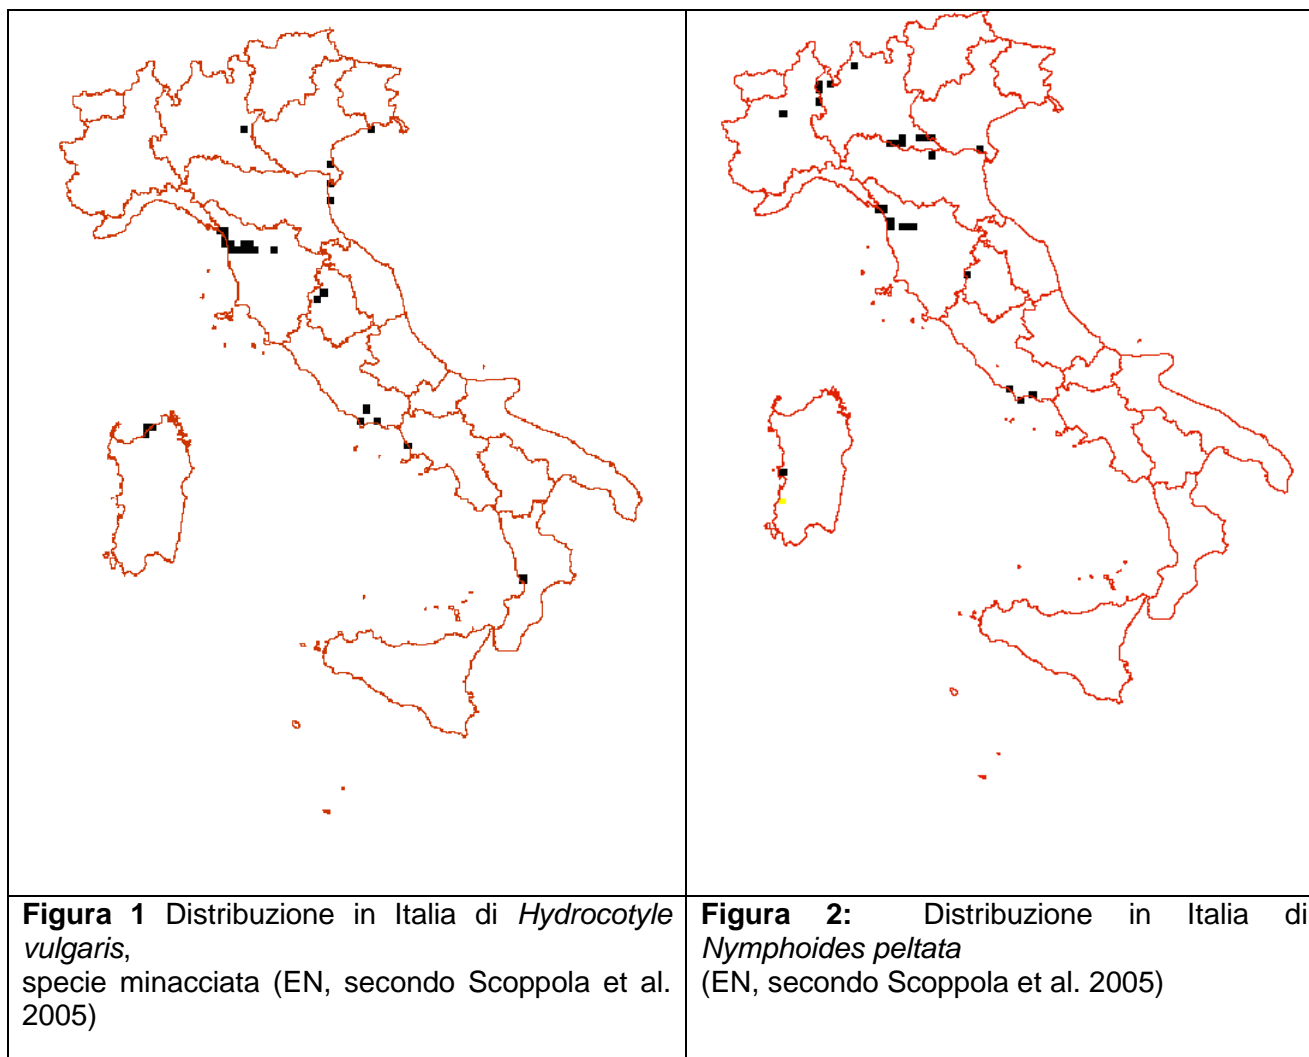 Figura 1 Distribuzione in Italia di Hydrocotyle
vulgaris,
specie minacciata (EN, secondo Scoppola et al.
2005)
Figura 2: Distribuzione in Italia di
Nymphoides peltata
(EN, secondo Scoppola et al. 2005)